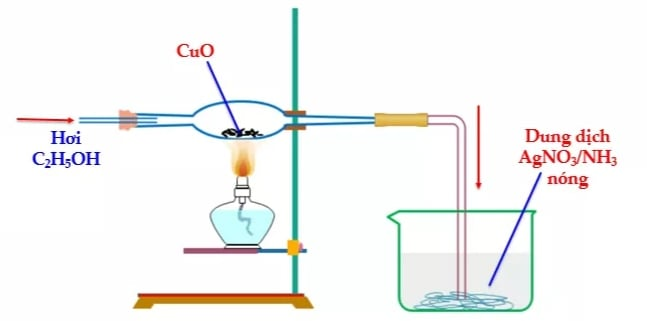 CuO
Hơi
C₂H₅OH
Dung dịch
AgNO₃/NH₃
nóng